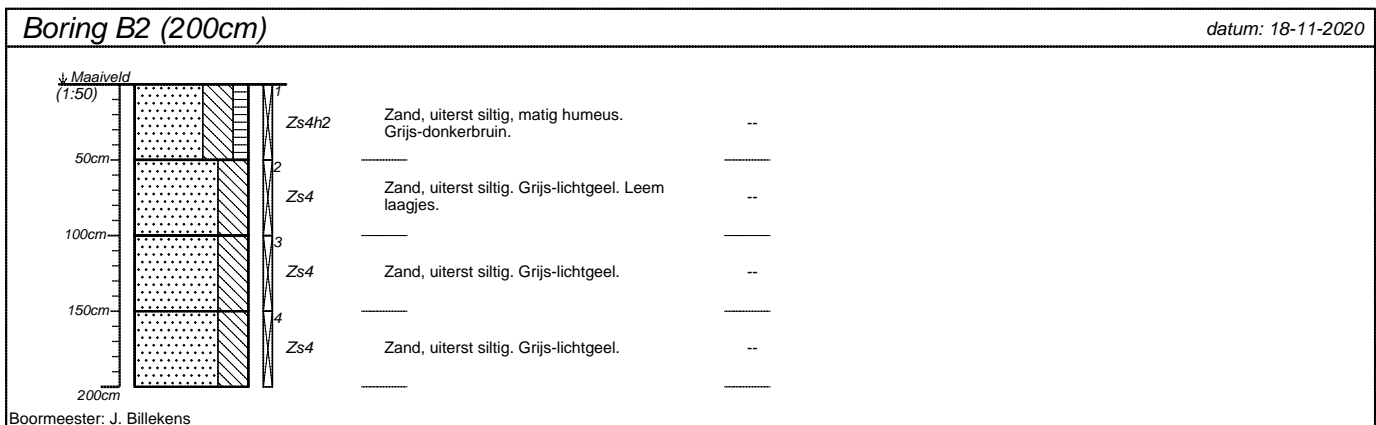 Boring B2 (200cm)
datum: 18-11-2020
Maaiveld
(1:50)
1
Zs4h2
Zand, uiterst siltig, matig humeus.
Grijs-donkerbruin.
--
50cm
2
Zs4
Zand, uiterst siltig. Grijs-lichtgeel. Leem
laagjes.
--
100cm
3
Zs4
Zand, uiterst siltig. Grijs-lichtgeel.
--
150cm
4
Zs4
Zand, uiterst siltig. Grijs-lichtgeel.
--
200cm
Boormeester: J. Billekens